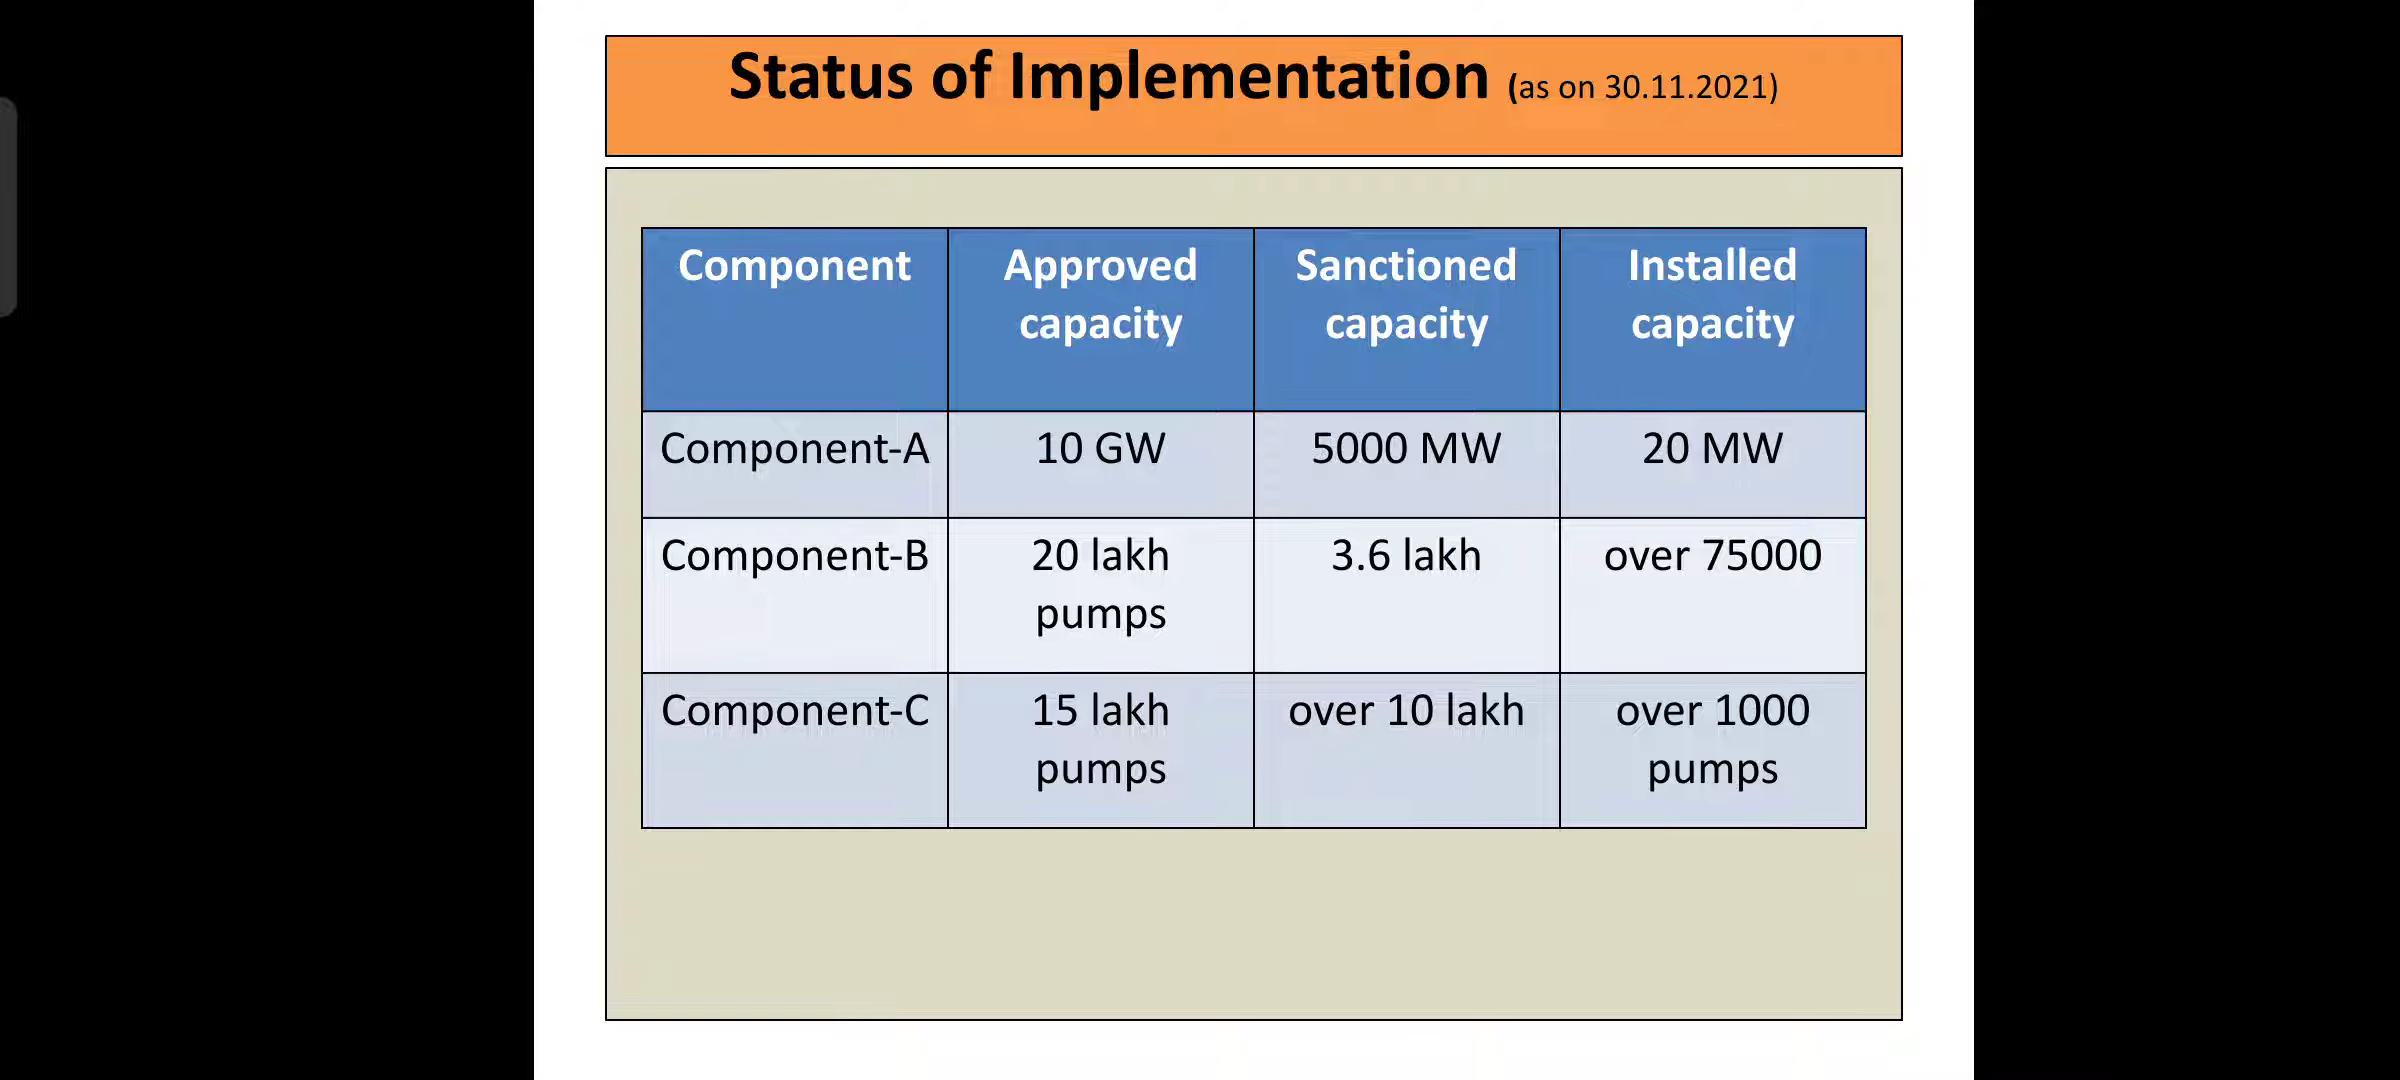 Status of Implementation (as on 30.11.2021)
Component
Approved
capacity
Sanctioned
capacity
Installed
capacity
Component-A
10 GW
5000 MW
20 MW
Component-B
20 lakh
pumps
3.6 lakh
over 75000
Component-C
15 lakh
pumps
over 10 lakh
over 1000
pumps